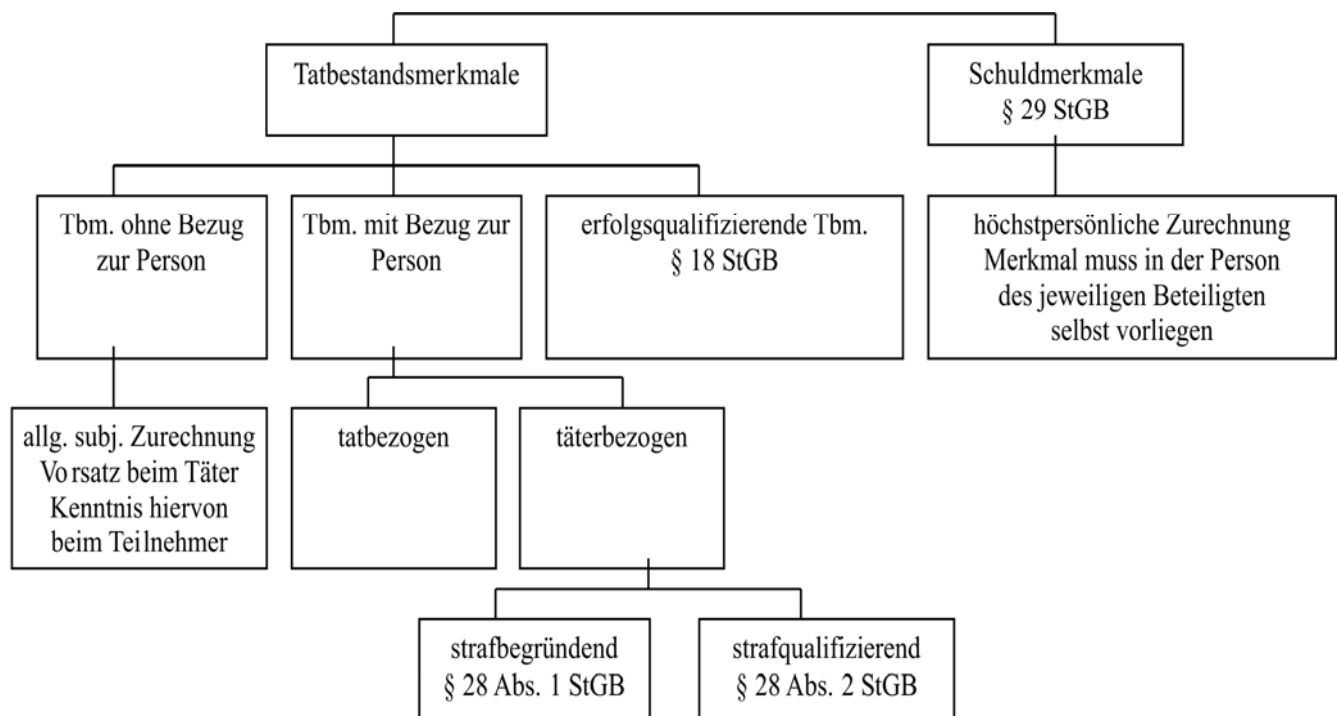 Tatbestandsmerkmale
Schuldmerkmale
§ 29 StGB
Tbm. ohne Bezug
zur Person
Tbm. mit Bezug zur
Person
erfolgsqualifizierende Tbm.
§ 18 StGB
höchstpersönliche Zurechnung
Merkmal muss in der Person
des jeweiligen Beteiligten
selbst vorliegen
allg. subj. Zurechnung
Vorsatz beim Täter
Kenntnis hiervon
beim Teilnehmer
tatbezogen
täterbezogen
strafbegründend
§ 28 Abs. 1 StGB
strafqualifizierend
§ 28 Abs. 2 StGB